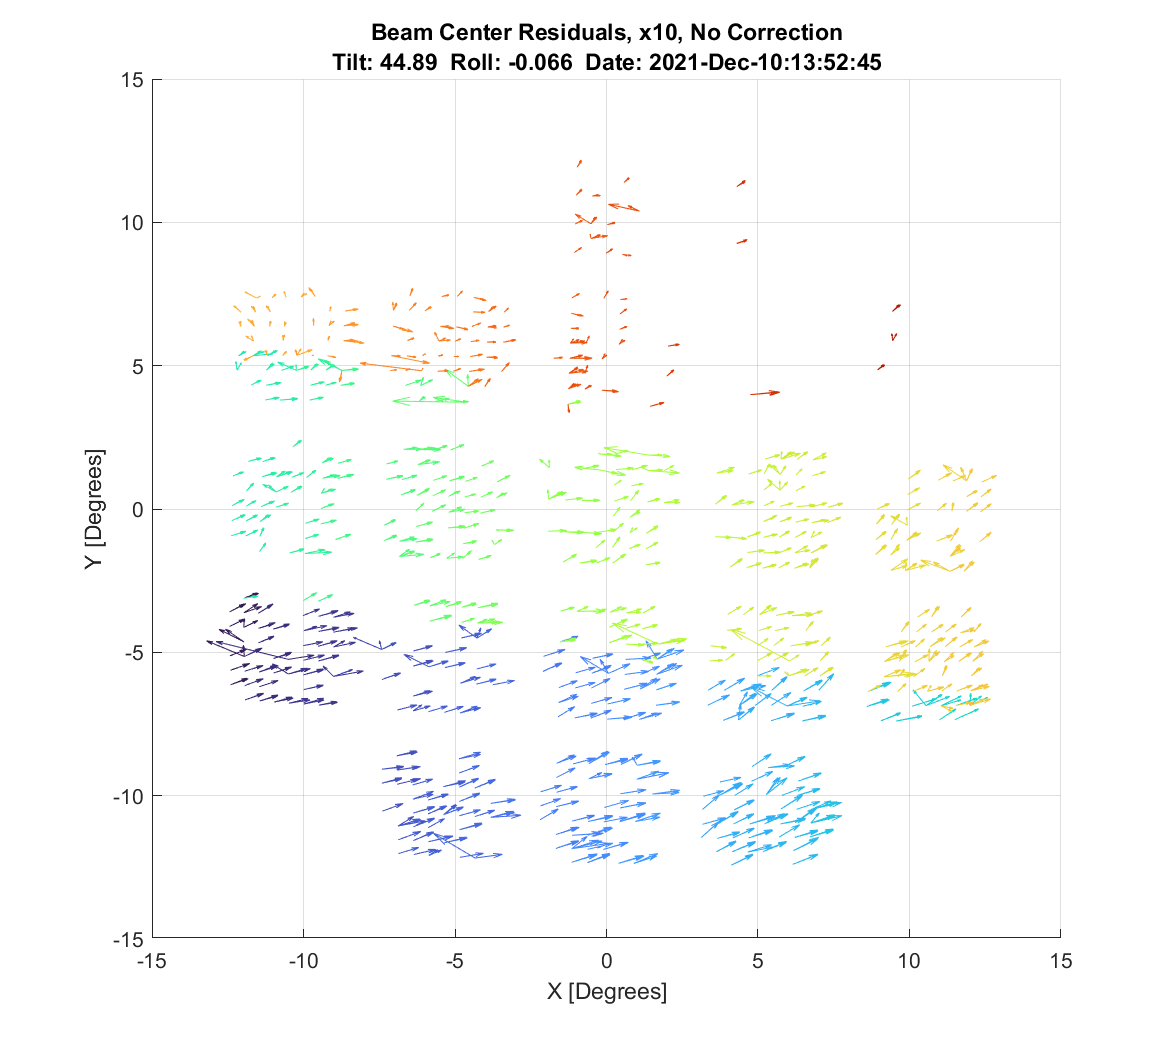 Beam Center Residuals, x10, No Correction
Tilt: 44.89 Roll: -0.066 Date: 2021-Dec-10:13:52:45
15
10
5
0
-5
-10
-15
Y [Degrees]
-15 -10 -5 0 5 10 15
X [Degrees]